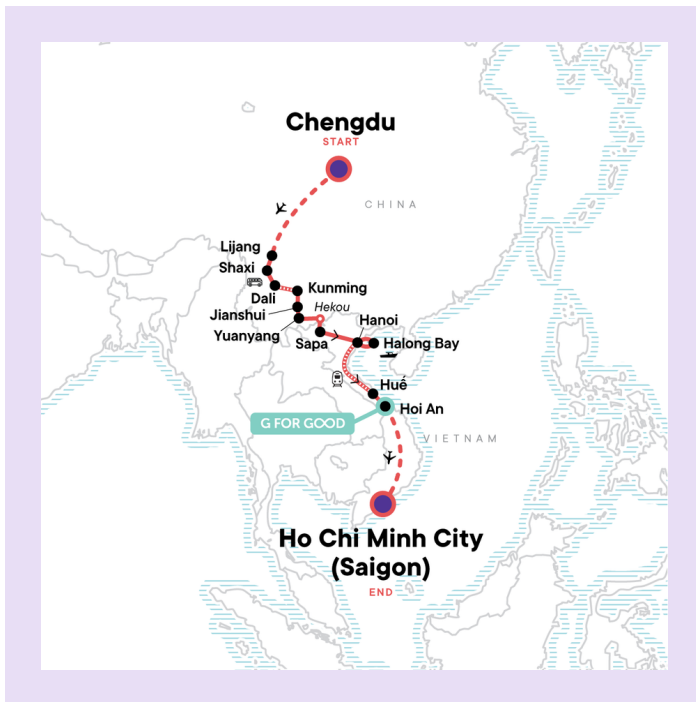 Chengdu
START
CHINA
Lijang
Shaxi
Dali
Kunming
Hekou
Jianshui
Yuanyang
Sapa
Hanoi
Halong Bay
Hué
Hoi An
G FOR GOOD
VIETNAM
Ho Chi Minh City
(Saigon)
END